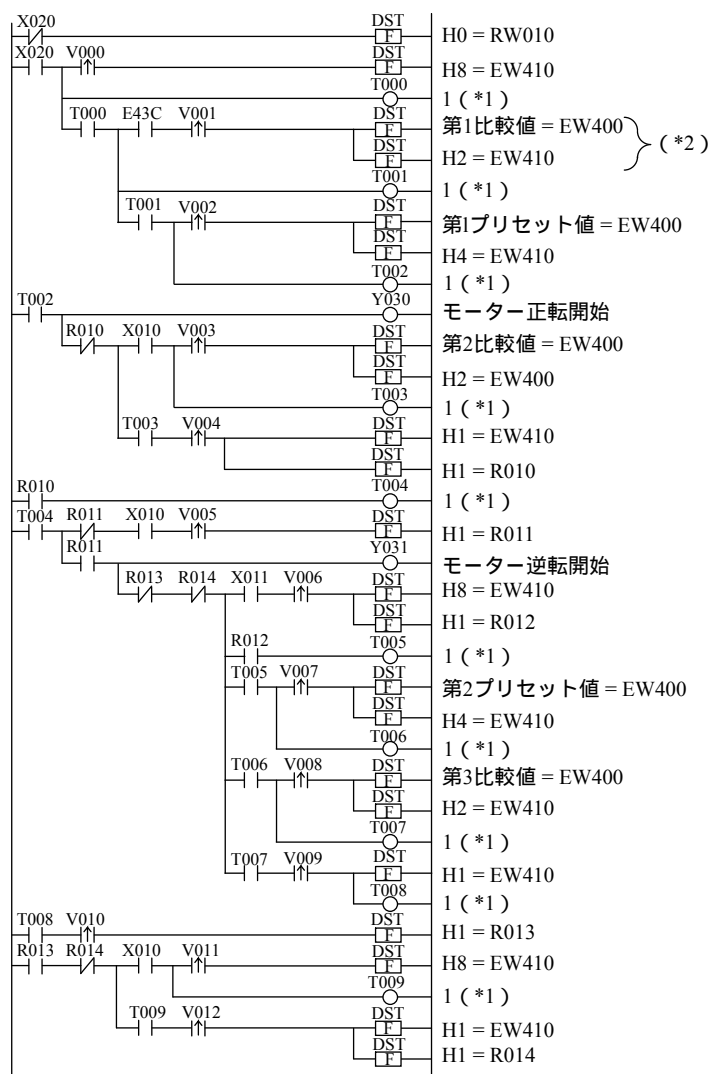 X020 DST
F H0 = RW010
X020 V000 DST
F H8 = EW410
T000
1 ( *1 )
T000 E43C V001 DST
F 第1比較値 = EW400
DST ( *2 )
F H2 = EW410
T001
1 ( *1 )
T001 V002 DST
F 第1プリセット値 = EW400
DST
F H4 = EW410
T002
1 ( *1 )
T002 Y030
モーター正転開始
R010 X010 V003 DST
F 第2比較値 = EW400
DST
F H2 = EW400
T003
1 ( *1 )
T003 V004 DST
F H1 = EW410
DST
F H1 = R010
R010 T004
1 ( *1 )
T004 R011 X010 V005 DST
F H1 = R011
R011 Y031
モーター逆転開始
R013 R014 X011 V006 DST
F H8 = EW410
DST
F H1 = R012
R012 T005
1 ( *1 )
T005 V007 DST
F 第2プリセット値 = EW400
DST
F H4 = EW410
T006
1 ( *1 )
T006 V008 DST
F 第3比較値 = EW400
DST
F H2 = EW410
T007
1 ( *1 )
T007 V009 DST
F H1 = EW410
T008
1 ( *1 )
T008 V010 DST
F H1 = R013
R013 R014 X010 V011 DST
F H8 = EW410
T009
1 ( *1 )
T009 V012 DST
F H1 = EW410
DST
F H1 = R014